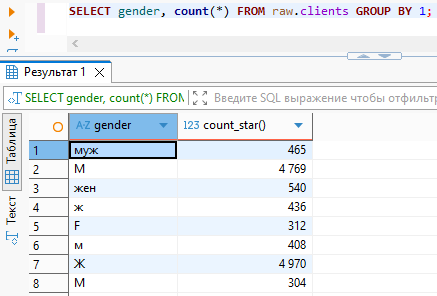 SELECT gender, count(*) FROM raw.clients GROUP BY 1;
Результат 1
SELECT gender, count(*) FROM
Введите SQL выражение чтобы отфильтр
Таблица
Текст
A-Z gender 123 count_star()
1 муж 465
2 М 4 769
3 жен 540
4 ж 436
5 F 312
6 м 408
7 Ж 4 970
8 M 304